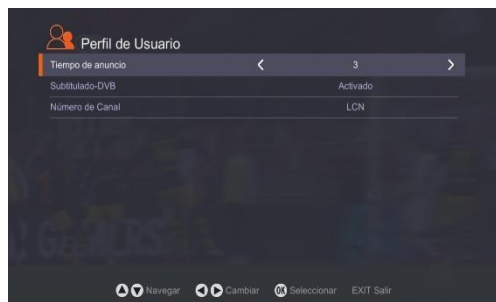 Perfil de Usuario
Tiempo de anuncio 3
Subtitulado-DVB Activado
Número de Canal LCN
Navegar Cambiar OK Seleccionar EXIT Salir